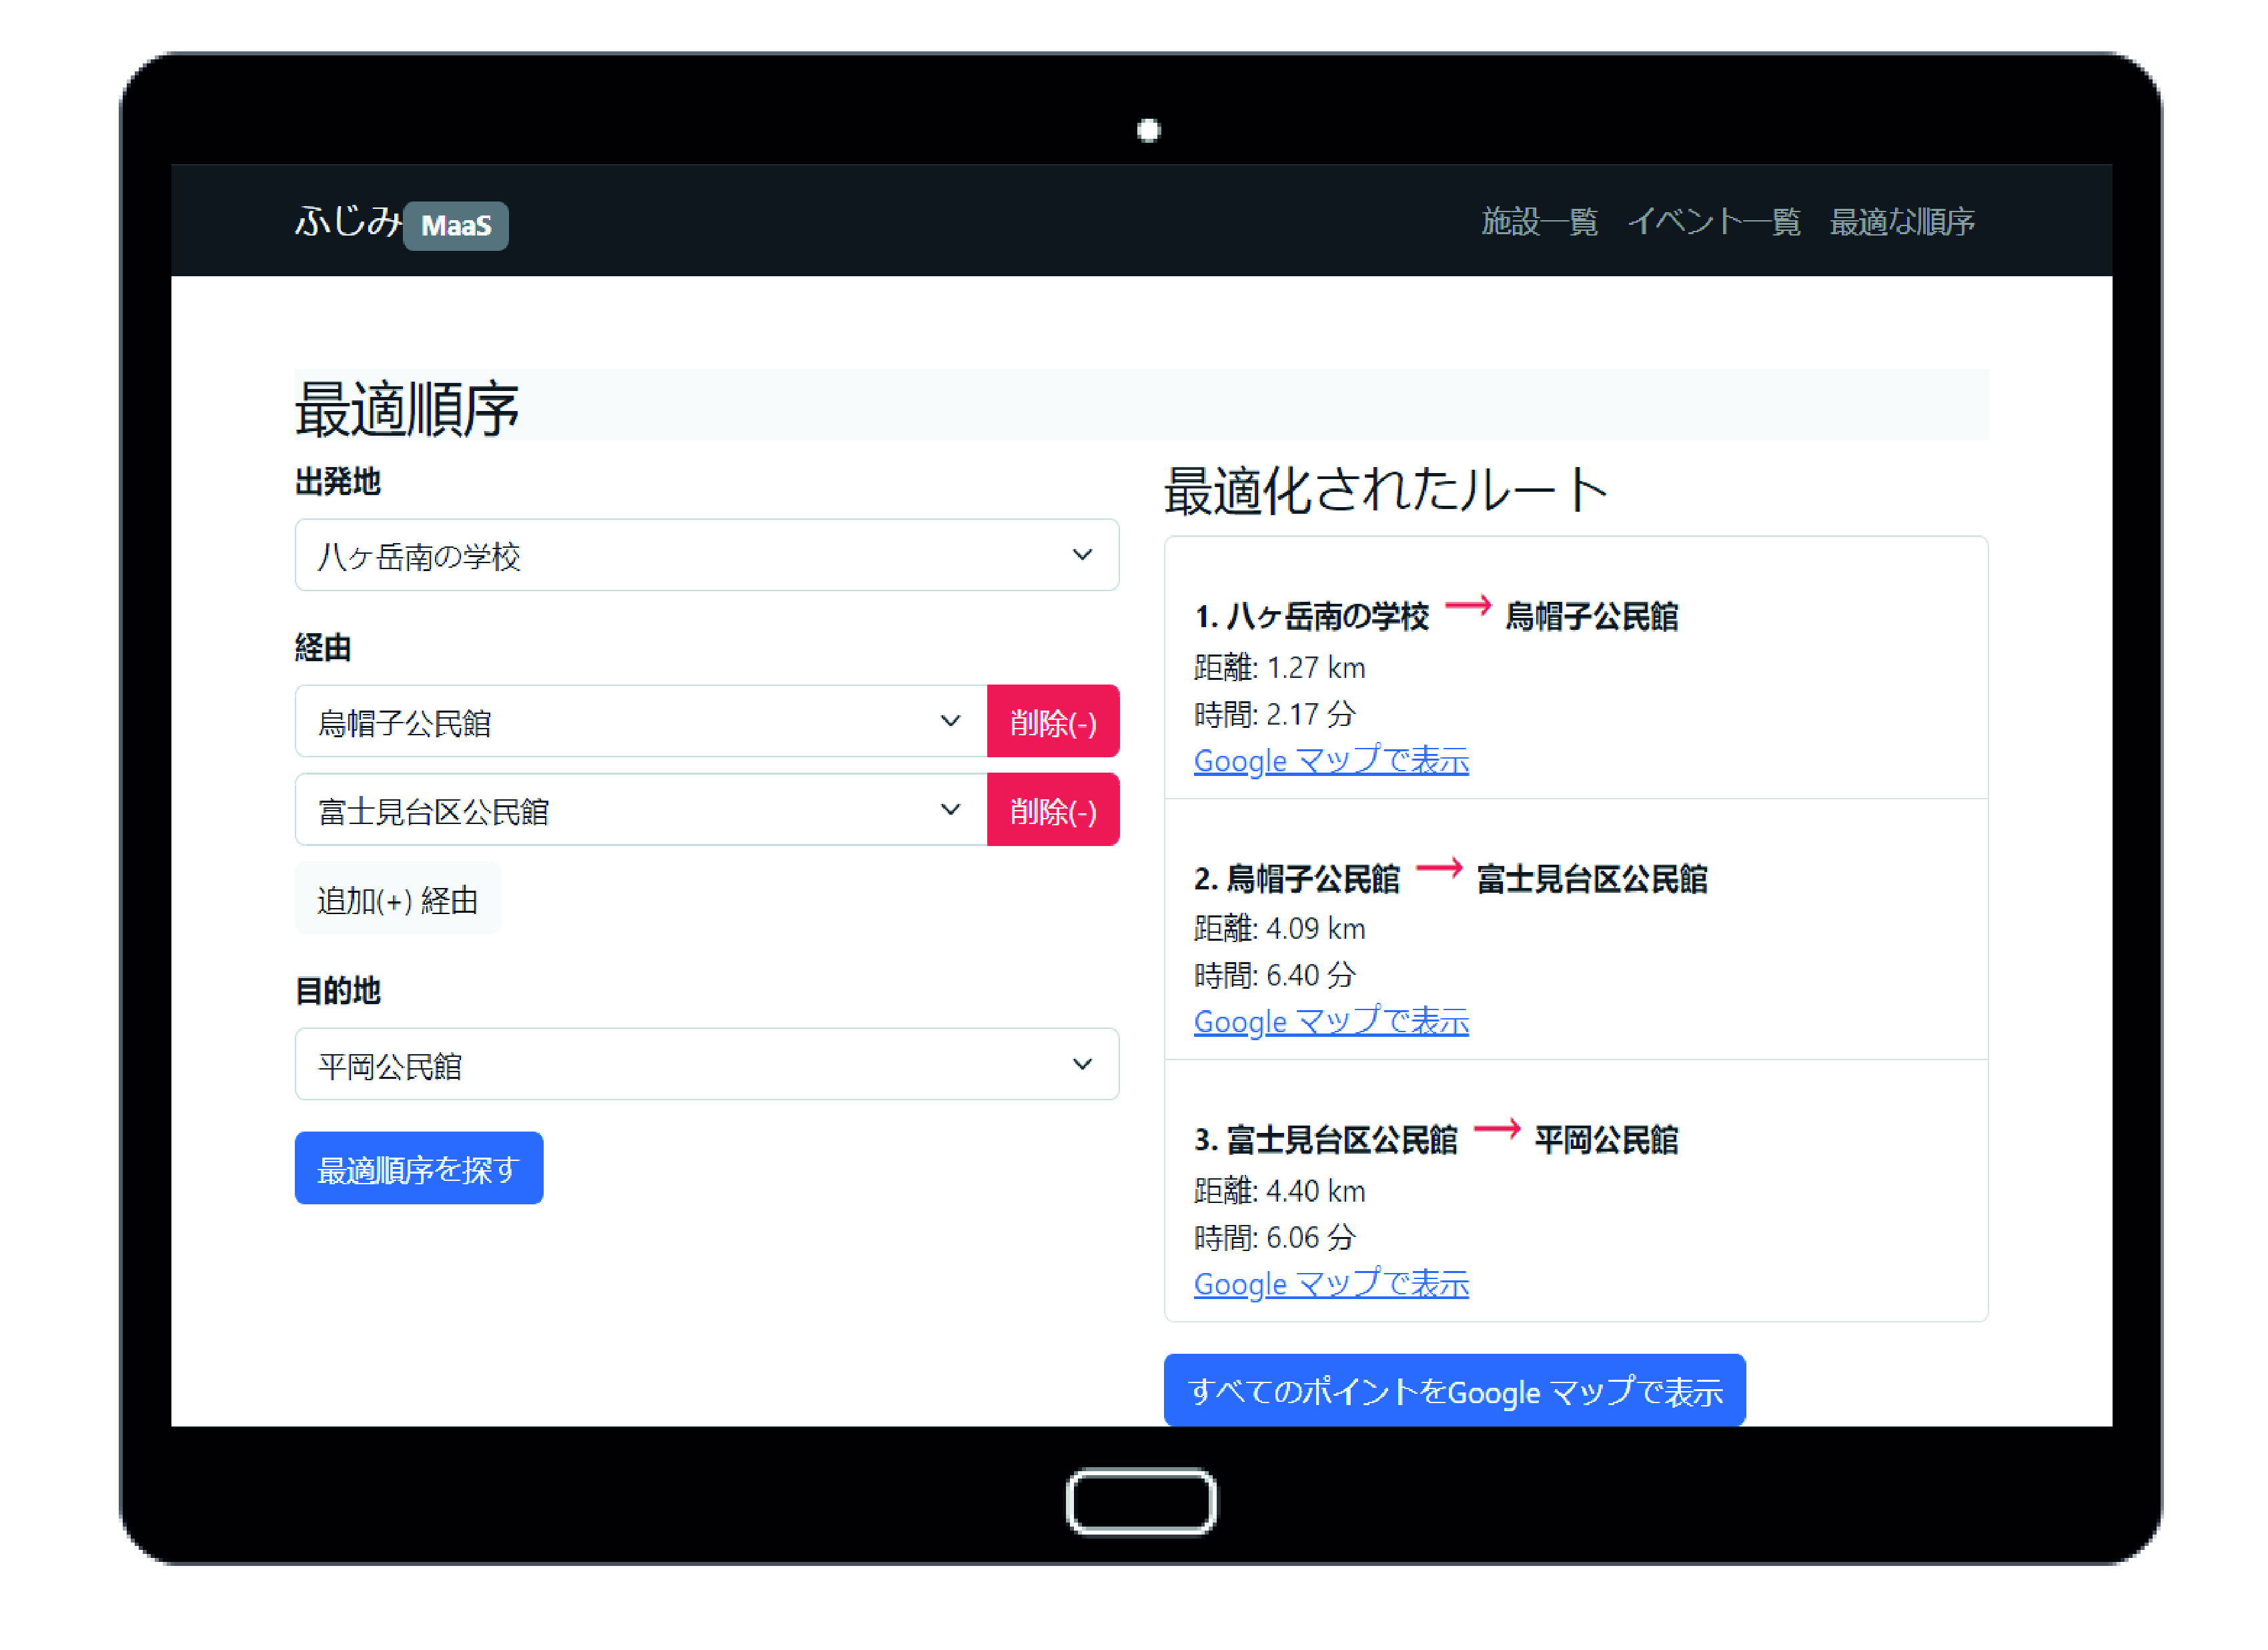 ふじみ MaaS
施設一覧 イベント一覧 最適な順序
最適順序
出発地
八ヶ岳南の学校
経由
烏帽子公民館
削除(-)
富士見台区公民館
削除(-)
追加(+) 経由
目的地
平岡公民館
最適順序を探す
最適化されたルート
1. 八ヶ岳南の学校 → 烏帽子公民館
距離: 1.27 km
時間: 2.17 分
Google マップで表示
2. 烏帽子公民館 → 富士見台区公民館
距離: 4.09 km
時間: 6.40 分
Google マップで表示
3. 富士見台区公民館 → 平岡公民館
距離: 4.40 km
時間: 6.06 分
Google マップで表示
すべてのポイントをGoogle マップで表示